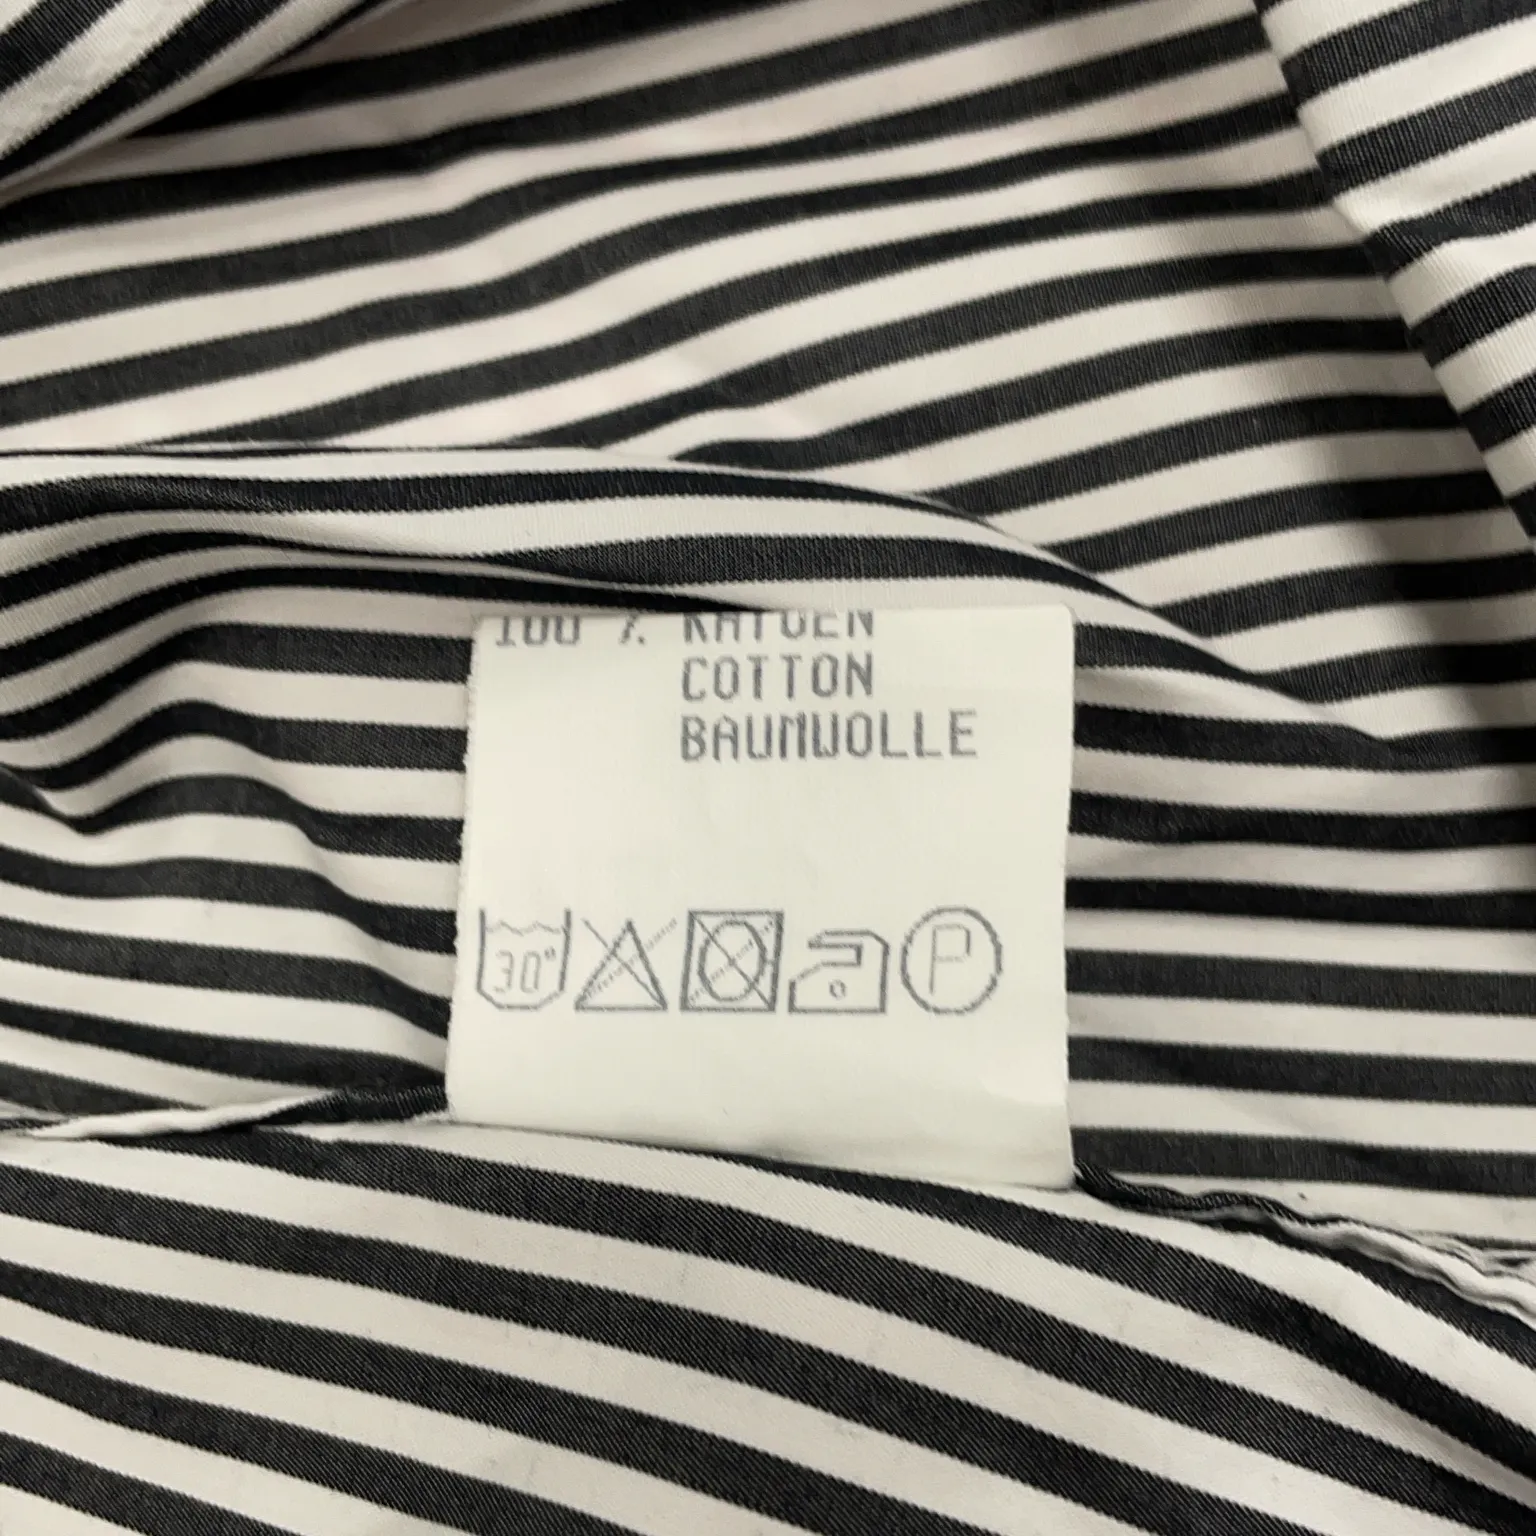 100 % KATOEN
COTTON
BAUMWOLLE
30° P